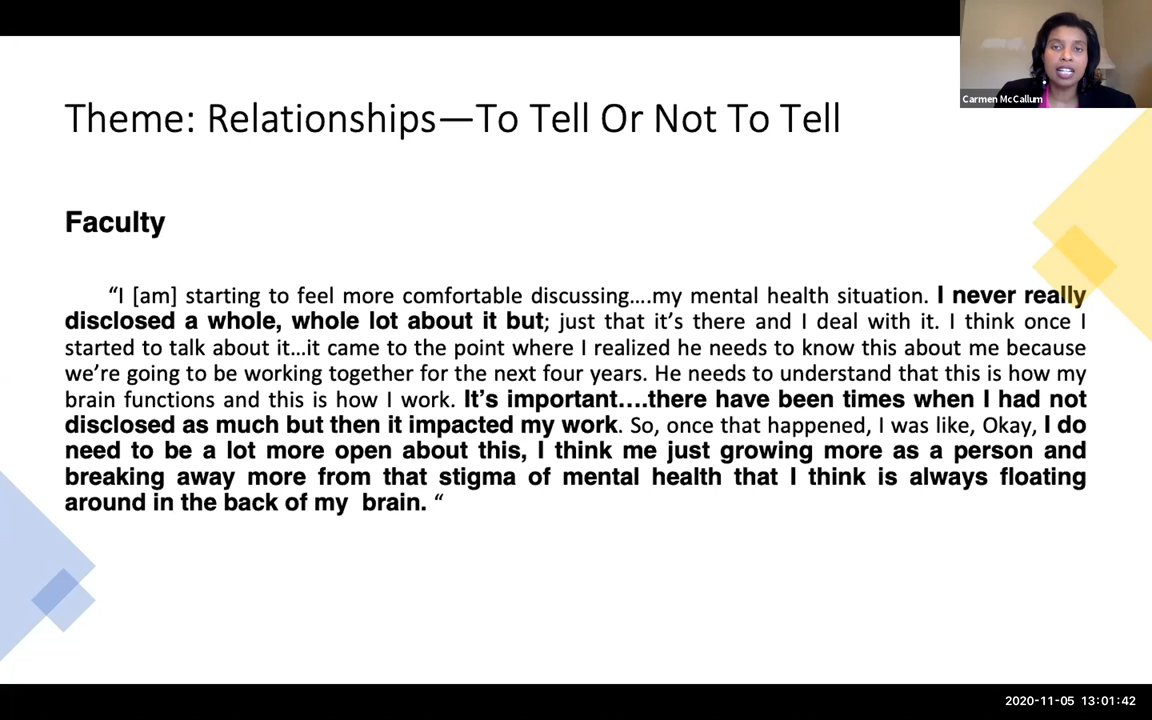 Carmen McCallum
Theme: Relationships—To Tell Or Not To Tell
Faculty
“I [am] starting to feel more comfortable discussing....my mental health situation. I never really
disclosed a whole, whole lot about it but; just that it’s there and I deal with it. I think once I
started to talk about it...it came to the point where I realized he needs to know this about me because
we’re going to be working together for the next four years. He needs to understand that this is how my
brain functions and this is how I work. It’s important....there have been times when I had not
disclosed as much but then it impacted my work. So, once that happened, I was like, Okay, I do
need to be a lot more open about this, I think me just growing more as a person and
breaking away more from that stigma of mental health that I think is always floating
around in the back of my  brain. “
2020-11-05 13:01:42